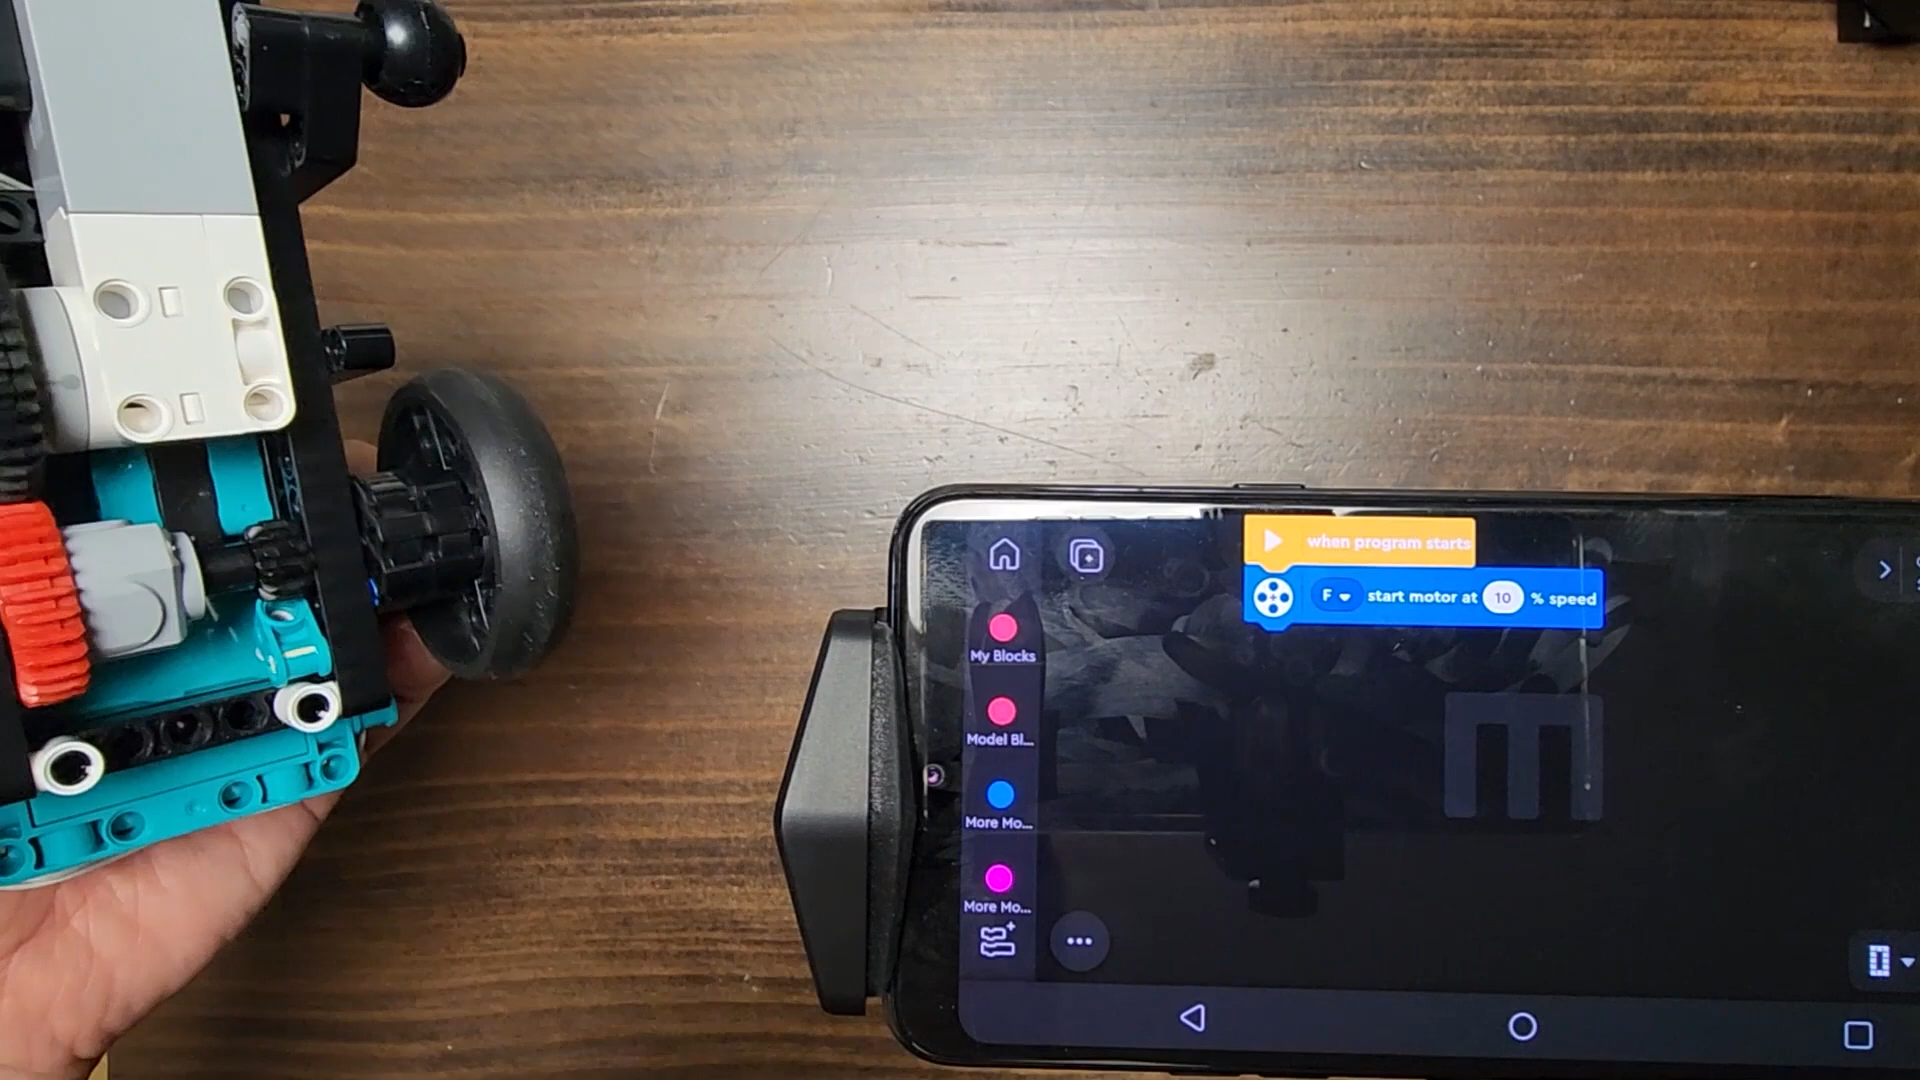 when program starts
F start motor at 10 % speed
My Blocks
Model Bl...
More Mo...
More Mo...